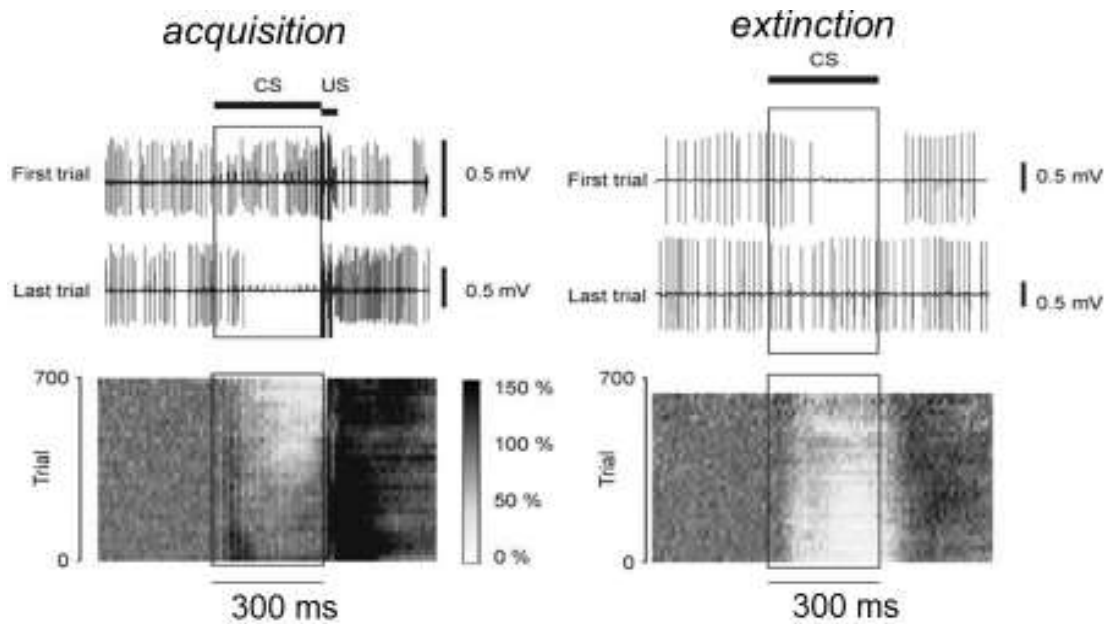 acquisition
CS US
First trial
0.5 mV
Last trial
0.5 mV
700
Trial
0
150 %
100 %
50 %
0 %
300 ms
extinction
CS
First trial
0.5 mV
Last trial
0.5 mV
700
Trial
0
300 ms